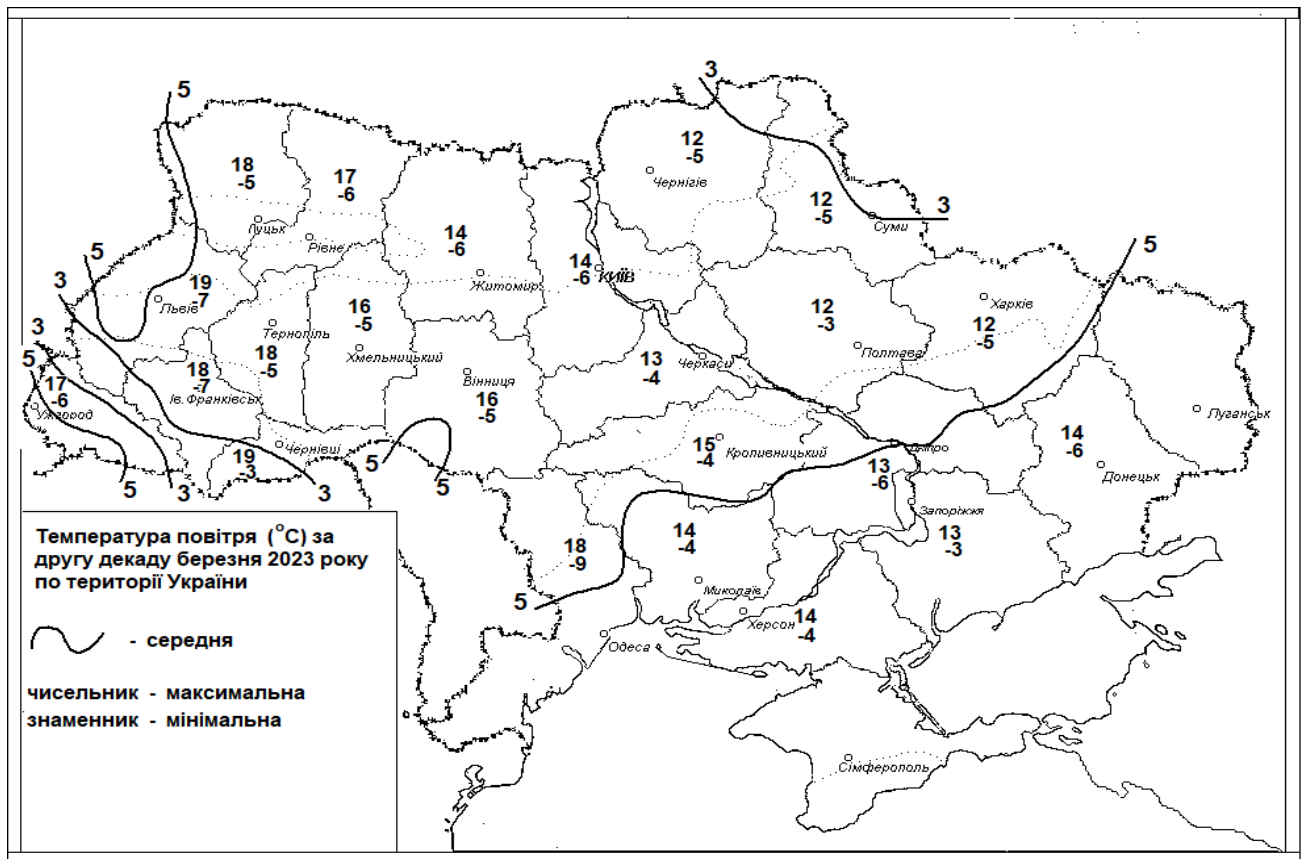 3
5
12
-5
Чернігів
18
-5
17
-6
12
-5
Суми
3
Луцьк
Рівне
14
-6
5
5
14
-6
КИЇВ
Житомир
3
19
-7
Львів
Харків
16
-5
12
-3
Тернопіль
12
-5
3
Хмельницький
Полтава
13
-4
Черкаси
5
18
-5
18
-7
Вінниця
17
-6
16
-5
Ів. Франківськ
Ужгород
Луганськ
14
-6
Чернівці
15
-4
Кропивницький
Дніпро
19
-3
5
13
-6
Донецьк
5
3
3
5
Запоріжжя
Температура повітря (°С) за
другу декаду березня 2023 року
по території України
14
-4
13
-3
18
-9
Миколаїв
5
Херсон
14
-4
Одеса
- середня
чисельник - максимальна
знаменник - мінімальна
Сімферополь